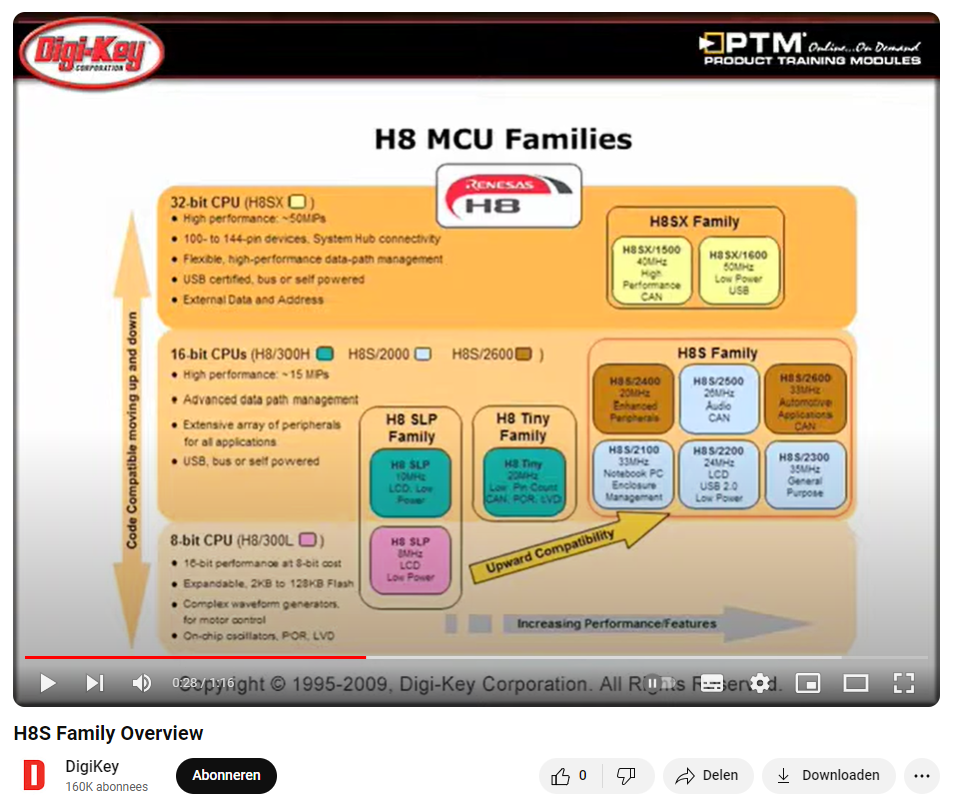 Digi-Key
CORPORATION
PTM Online...On Demand
PRODUCT TRAINING MODULES
H8 MCU Families
RENESAS
H8
32-bit CPU (H8SX )
• High performance: ~50MIPs
• 100- to 144-pin devices, System Hub connectivity
• Flexible, high-performance data-path management
• USB certified, bus or self powered
• External Data and Address
H8SX Family
H8SX/1500
40MHz
High
Performance
CAN
H8SX/1600
50MHz
Low Power
USB
Code Compatible moving up and down
16-bit CPUs (H8/300H H8S/2000 H8S/2600 )
• High performance: ~15 MIPs
• Advanced data path management
• Extensive array of peripherals
for all applications
• USB, bus or self powered
H8 SLP
Family
H8 SLP
10MHz
LCD, Low
Power
H8 Tiny
Family
H8 Tiny
20MHz
Low Pin Count
CAN, POR, LVD
H8S Family
H8S/2400
20MHz
Enhanced
Peripherals
H8S/2500
26MHz
Audio
CAN
H8S/2600
33MHz
Automotive
Applications
CAN
H8S/2100
33MHz
Notebook PC
Enclosure
Management
H8S/2200
24MHz
LCD
USB 2.0
Low Power
H8S/2300
35MHz
General
Purpose
8-bit CPU (H8/300L )
• 16-bit performance at 8-bit cost
• Expandable, 2KB to 128KB Flash
• Complex waveform generators,
for motor control
• On-chip oscillators, POR, LVD
H8 SLP
8MHz
LCD
Low Power
Upward Compatibility
Increasing Performance/Features
0:28 / 1:16
Copyright © 1995-2009, Digi-Key Corporation. All Rights Reserved.
H8S Family Overview
DigiKey
160K abonnees
Abonneren
0
Delen
Downloaden